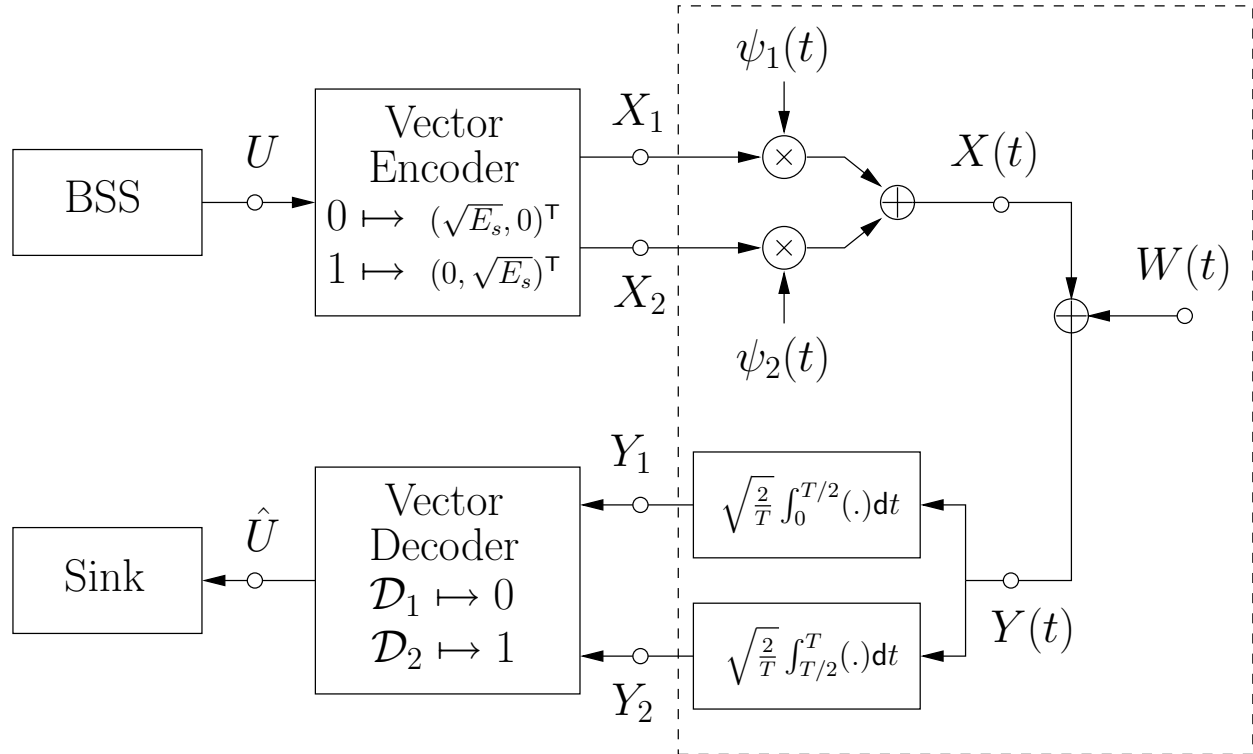 ψ₁(t)
BSS
U
Vector
Encoder
0 ↦ (√Eₛ, 0)ᵀ
1 ↦ (0, √Eₛ)ᵀ
X₁
X₂
×
×
ψ₂(t)
X(t)
W(t)
Sink
Û
Vector
Decoder
𝒟₁ ↦ 0
𝒟₂ ↦ 1
Y₁
Y₂
√(2/T) ∫₀^{T/2}(.)dt
√(2/T) ∫_{T/2}^{T}(.)dt
Y(t)